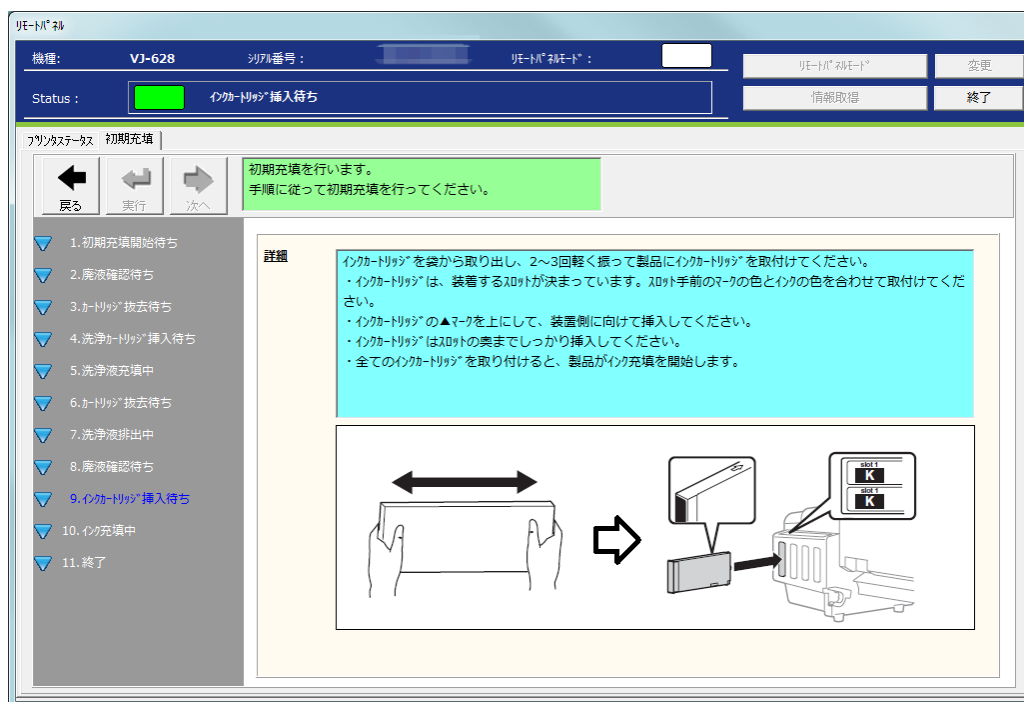 ﾘﾓｰﾄﾊﾟﾈﾙ
機種: VJ-628 ｼﾘｱﾙ番号 : ﾘﾓｰﾄﾊﾟﾈﾙﾓｰﾄﾞ :
ﾘﾓｰﾄﾊﾟﾈﾙﾓｰﾄﾞ 変更
Status : ｲﾝｸｶｰﾄﾘｯｼﾞ挿入待ち
情報取得 終了
ﾌﾟﾘﾝﾀｽﾃｰﾀｽ 初期充填
戻る 実行 次へ
初期充填を行います。
手順に従って初期充填を行ってください。
1.初期充填開始待ち
2.廃液確認待ち
3.ｶｰﾄﾘｯｼﾞ抜去待ち
4.洗浄ｶｰﾄﾘｯｼﾞ挿入待ち
5.洗浄液充填中
6.ｶｰﾄﾘｯｼﾞ抜去待ち
7.洗浄液排出中
8.廃液確認待ち
9.ｲﾝｸｶｰﾄﾘｯｼﾞ挿入待ち
10.ｲﾝｸ充填中
11.終了
詳細
ｲﾝｸｶｰﾄﾘｯｼﾞを袋から取り出し、2～3回軽く振って製品にｲﾝｸｶｰﾄﾘｯｼﾞを取付けてください。
・ｲﾝｸｶｰﾄﾘｯｼﾞは、装着するｽﾛｯﾄが決まっています。ｽﾛｯﾄ手前のﾏｰｸの色とｲﾝｸの色を合わせて取付けてくだ
さい。
・ｲﾝｸｶｰﾄﾘｯｼﾞの▲ﾏｰｸを上にして、装置側に向けて挿入してください。
・ｲﾝｸｶｰﾄﾘｯｼﾞはｽﾛｯﾄの奥までしっかり挿入してください。
・全てのｲﾝｸｶｰﾄﾘｯｼﾞを取り付けると、製品がｲﾝｸ充填を開始します。
slot 1
K
slot 1
K